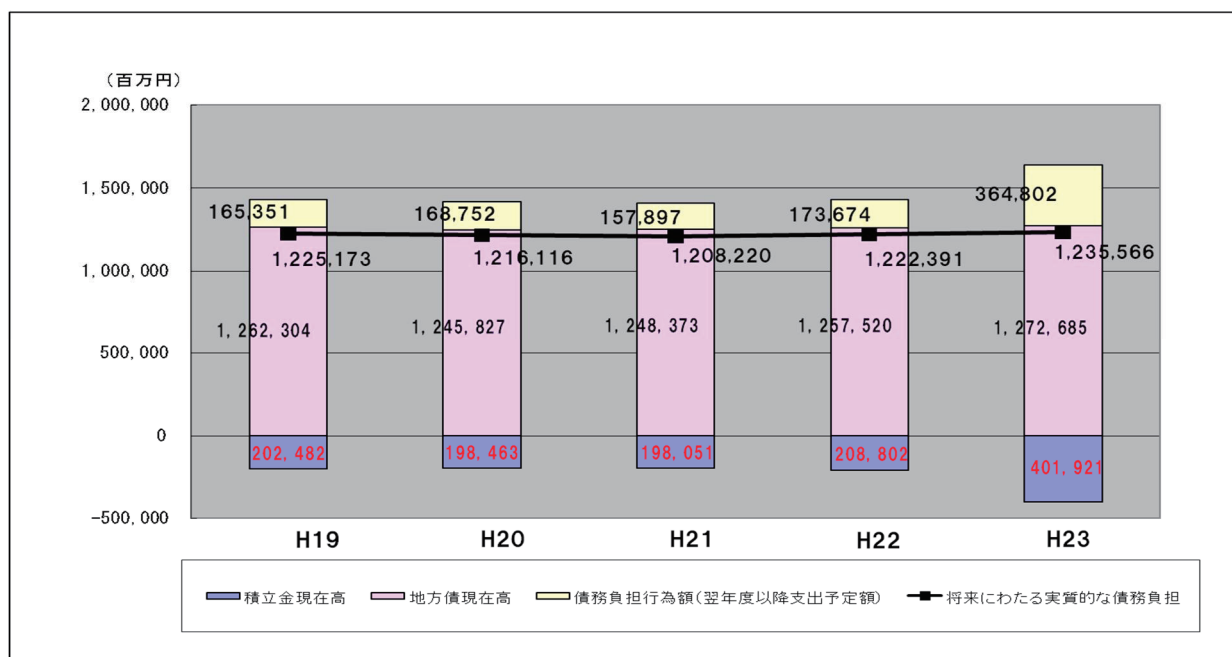 （百万円）
2,000,000
1,500,000
1,000,000
500,000
0
-500,000
165,351
168,752
157,897
173,674
364,802
1,225,173
1,216,116
1,208,220
1,222,391
1,235,566
1,262,304
1,245,827
1,248,373
1,257,520
1,272,685
202,482
198,463
198,051
208,802
401,921
H19
H20
H21
H22
H23
積立金現在高
地方債現在高
債務負担行為額(翌年度以降支出予定額)
将来にわたる実質的な債務負担